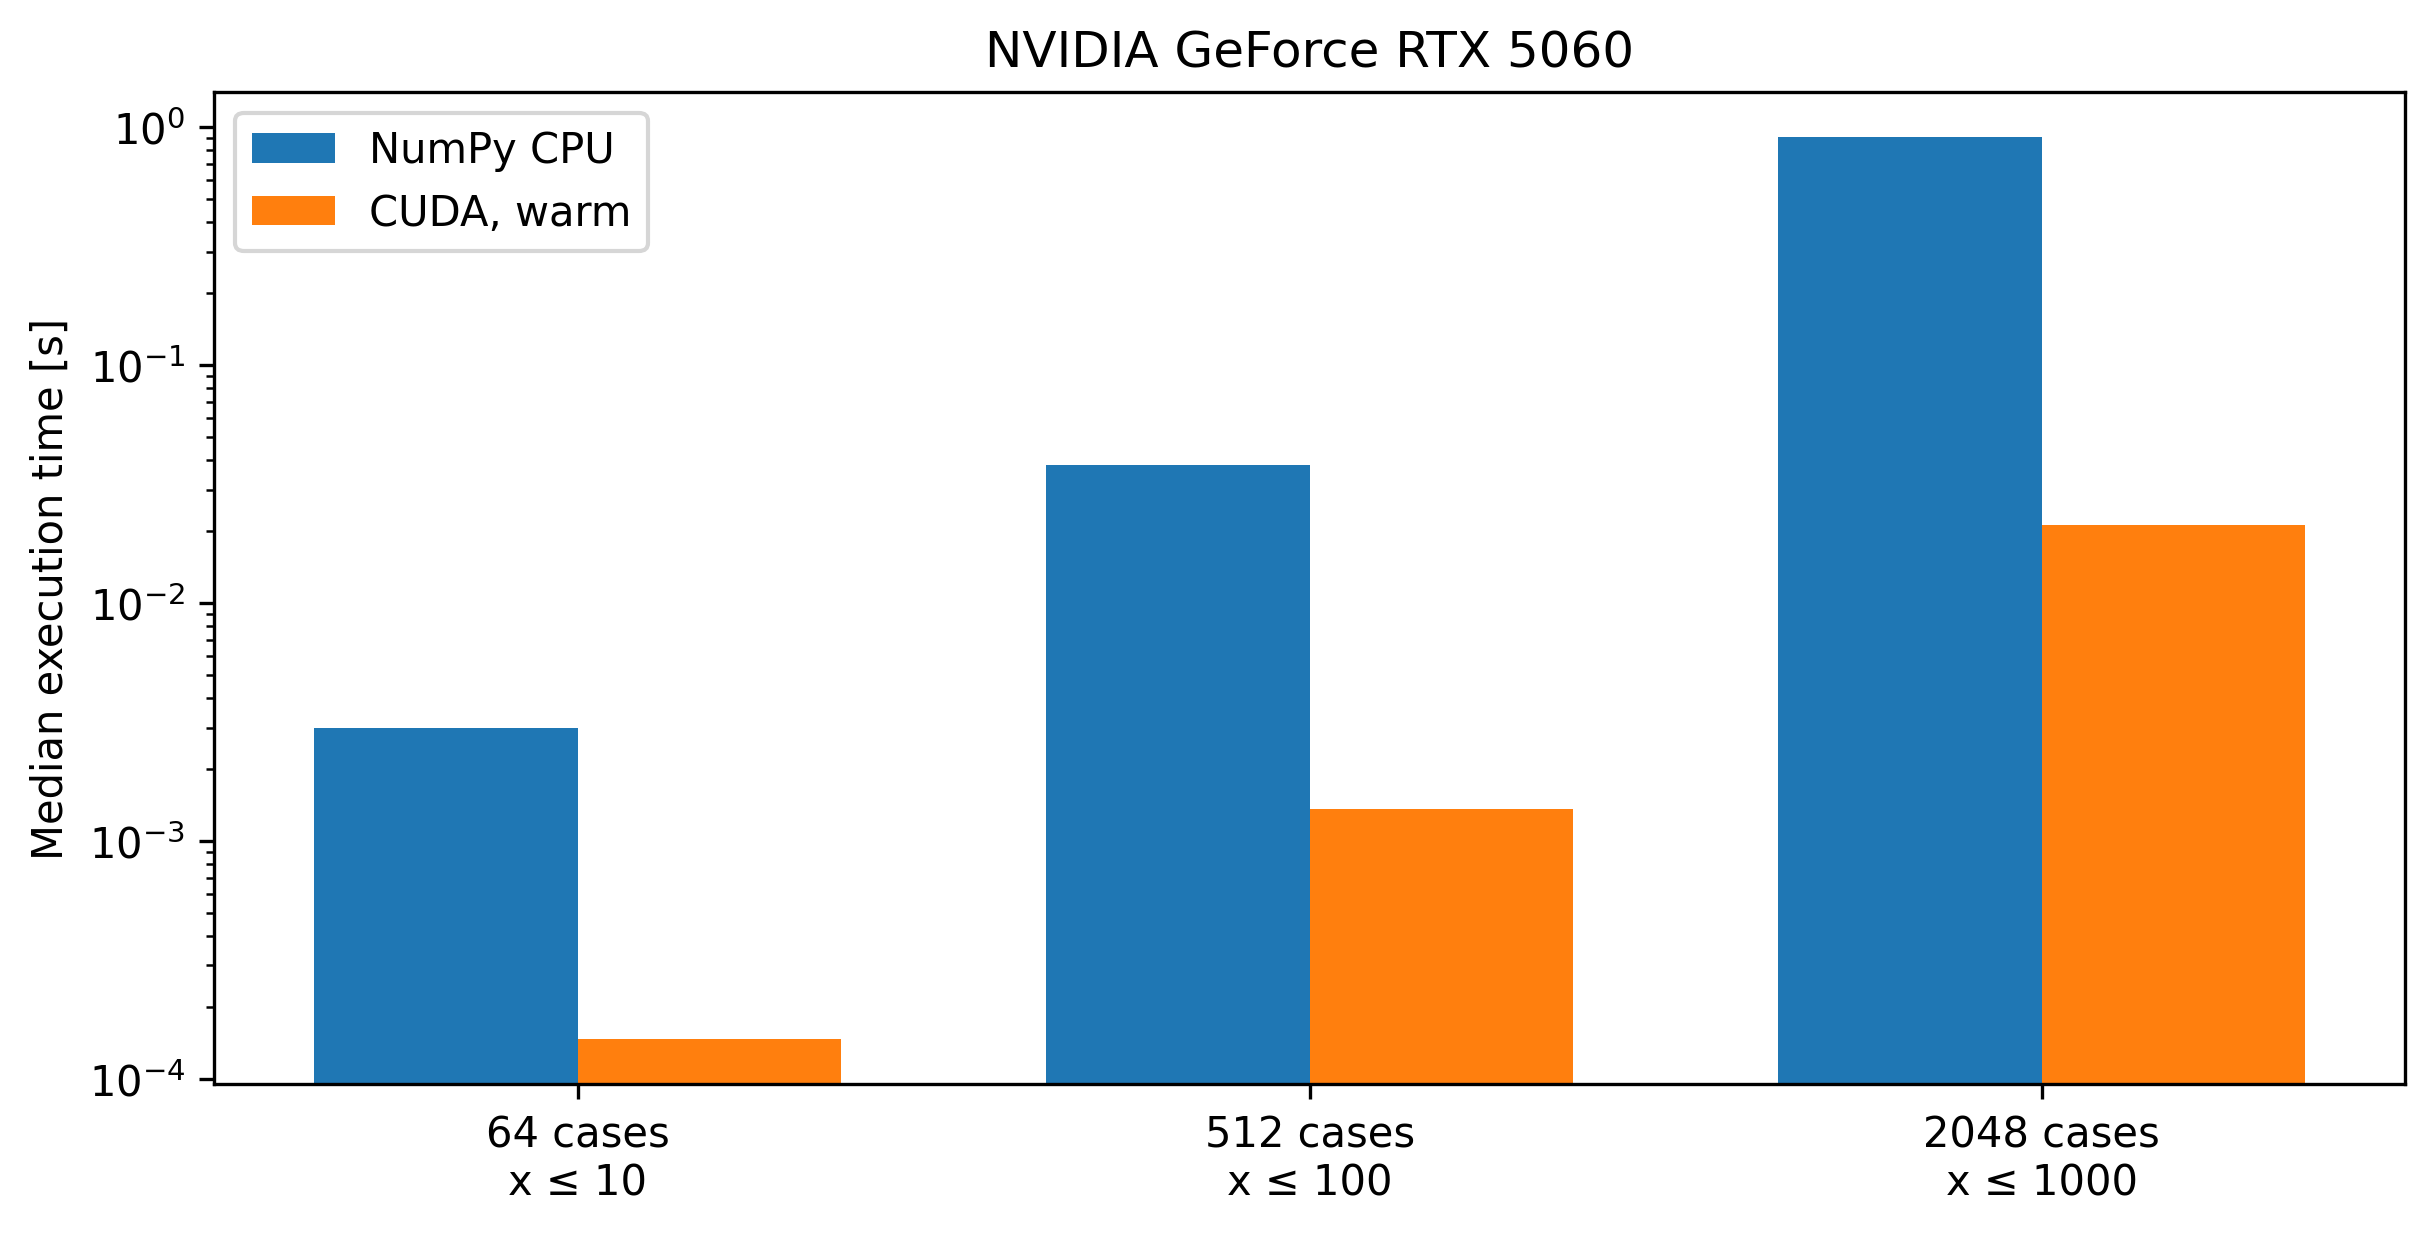 NVIDIA GeForce RTX 5060
NumPy CPU
CUDA, warm
Median execution time [s]
10⁰
10⁻¹
10⁻²
10⁻³
10⁻⁴
64 cases
x ≤ 10
512 cases
x ≤ 100
2048 cases
x ≤ 1000